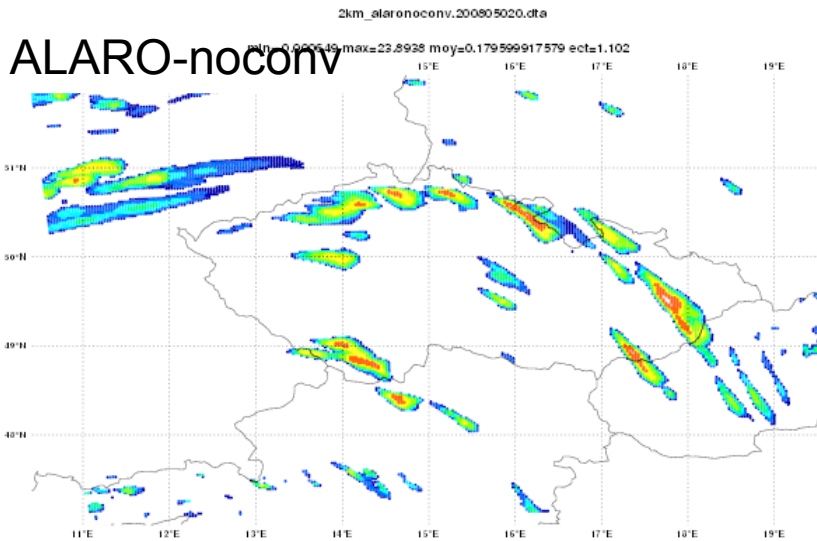 2km_alaronoconv.200805020.dta
max=23.8938 moy=0.179599917579 ect=1.102
ALARO-noconv
15°E 16°E 17°E 18°E 19°E
51°N
50°N
49°N
48°N
11°E 12°E 13°E 14°E 15°E 16°E 17°E 18°E 19°E